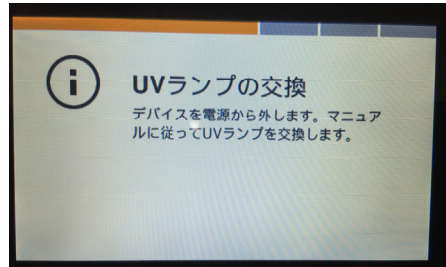 UVランプの交換
デバイスを電源から外します。マニュア
ルに従ってUVランプを交換します。